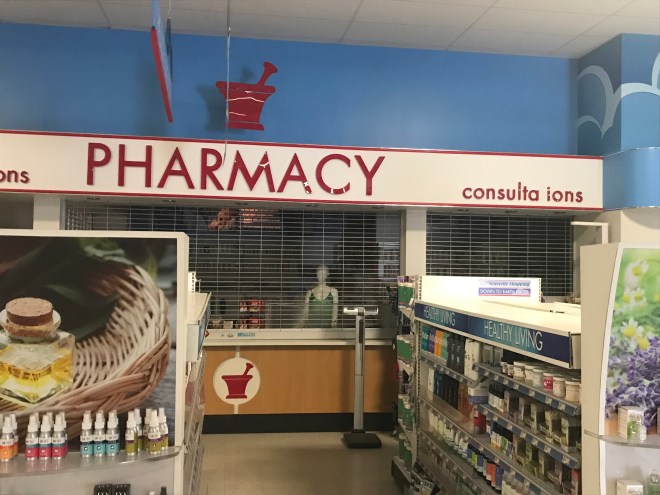 PHARMACY
ons
consulta ions
HEALTHY LIVING
HEALTHY LIVING